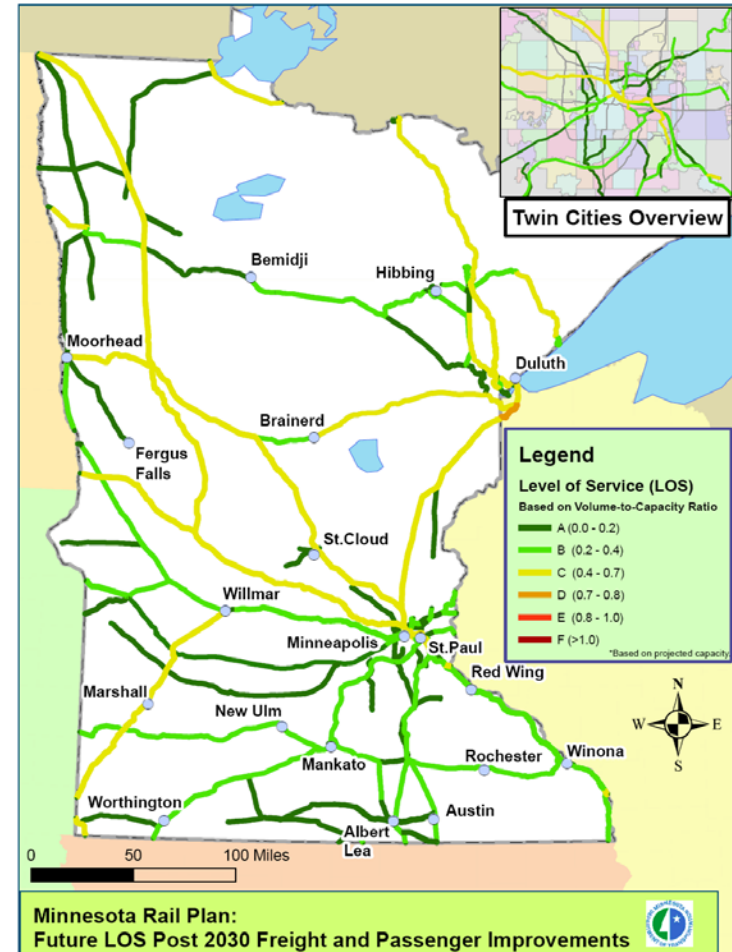 Twin Cities Overview
Bemidji
Hibbing
Moorhead
Duluth
Brainerd
Fergus
Falls
Legend
Level of Service (LOS)
Based on Volume-to-Capacity Ratio
A (0.0 - 0.2)
B (0.2 - 0.4)
C (0.4 - 0.7)
D (0.7 - 0.8)
E (0.8 - 1.0)
F (>1.0)
*Based on projected capacity.
St.Cloud
Willmar
Minneapolis
St.Paul
Red Wing
N
W E
S
Marshall
New Ulm
Mankato
Rochester
Winona
Worthington
Albert
Lea
Austin
0 50 100 Miles
Minnesota Rail Plan:
Future LOS Post 2030 Freight and Passenger Improvements